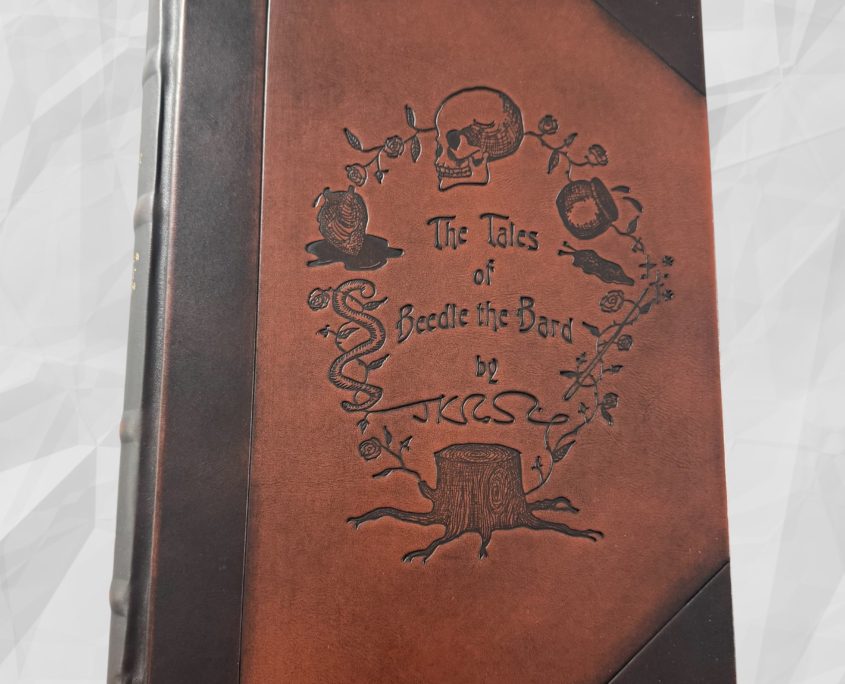 The Tales
of
Beedle the Bard
by